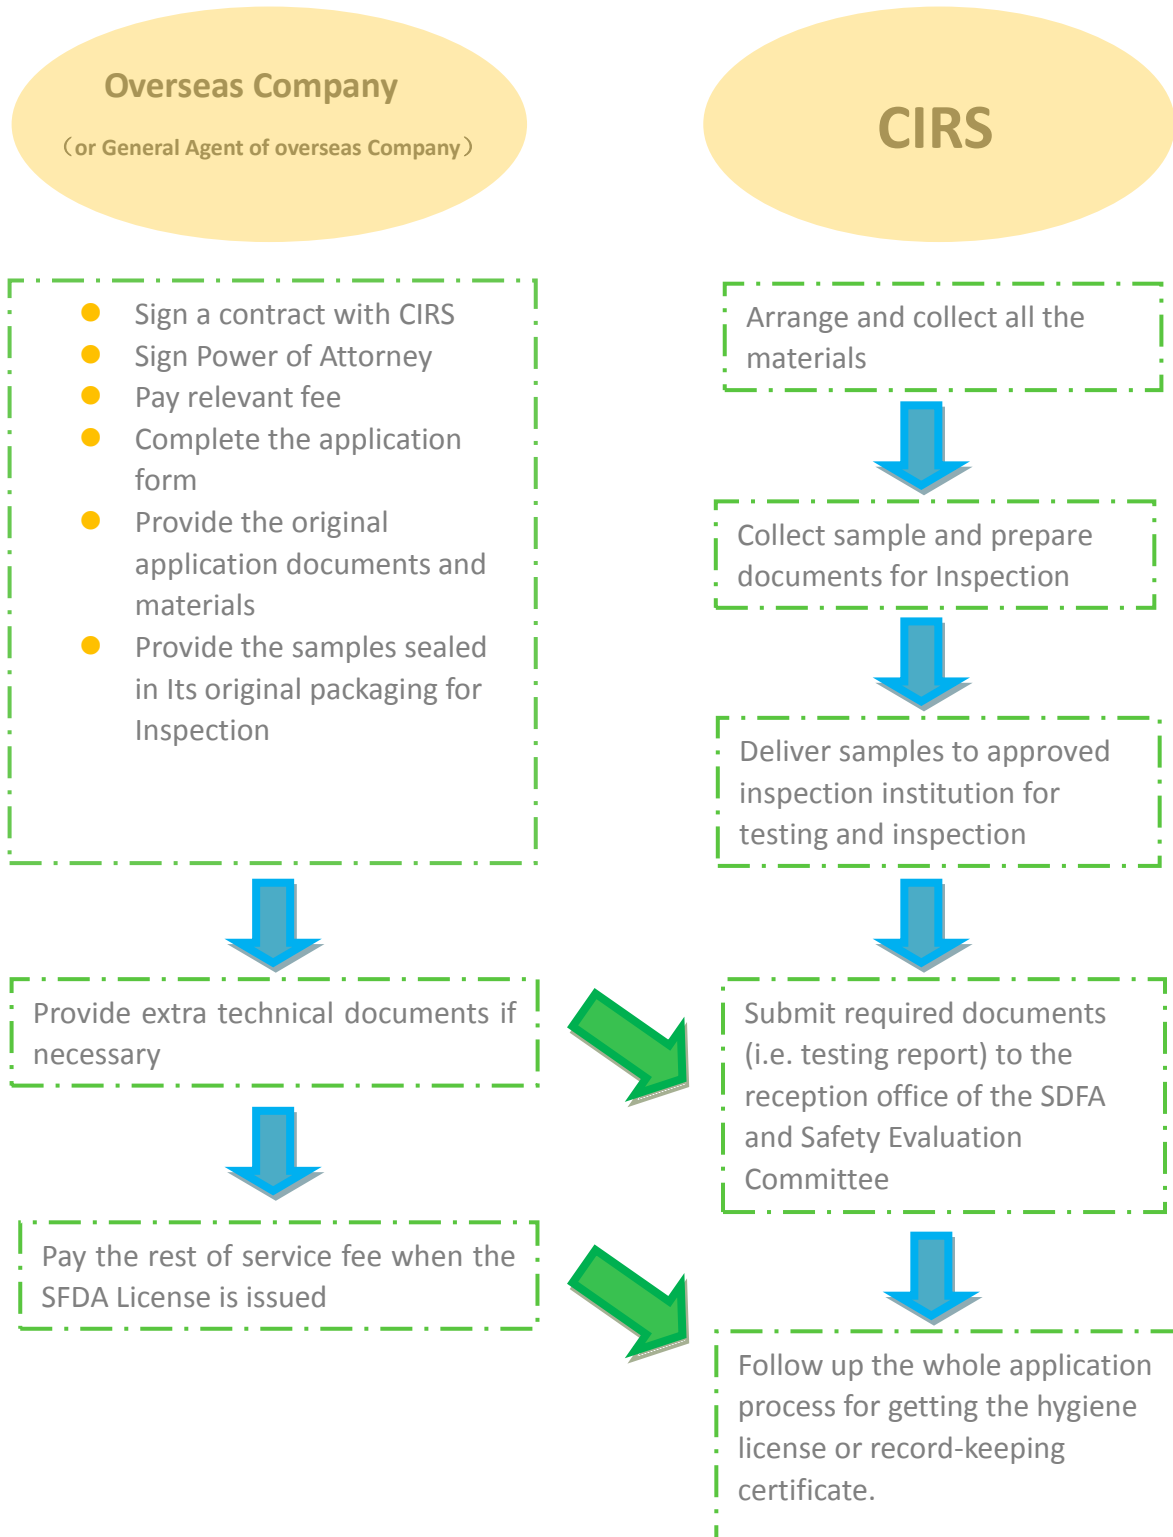 Overseas Company
（or General Agent of overseas Company）
Sign a contract with CIRS
Sign Power of Attorney
Pay relevant fee
Complete the application
form
Provide the original
application documents and
materials
Provide the samples sealed
in Its original packaging for
Inspection
Provide extra technical documents if
necessary
Pay the rest of service fee when the
SFDA License is issued
CIRS
Arrange and collect all the
materials
Collect sample and prepare
documents for Inspection
Deliver samples to approved
inspection institution for
testing and inspection
Submit required documents
(i.e. testing report) to the
reception office of the SDFA
and Safety Evaluation
Committee
Follow up the whole application
process for getting the hygiene
license or record-keeping
certificate.